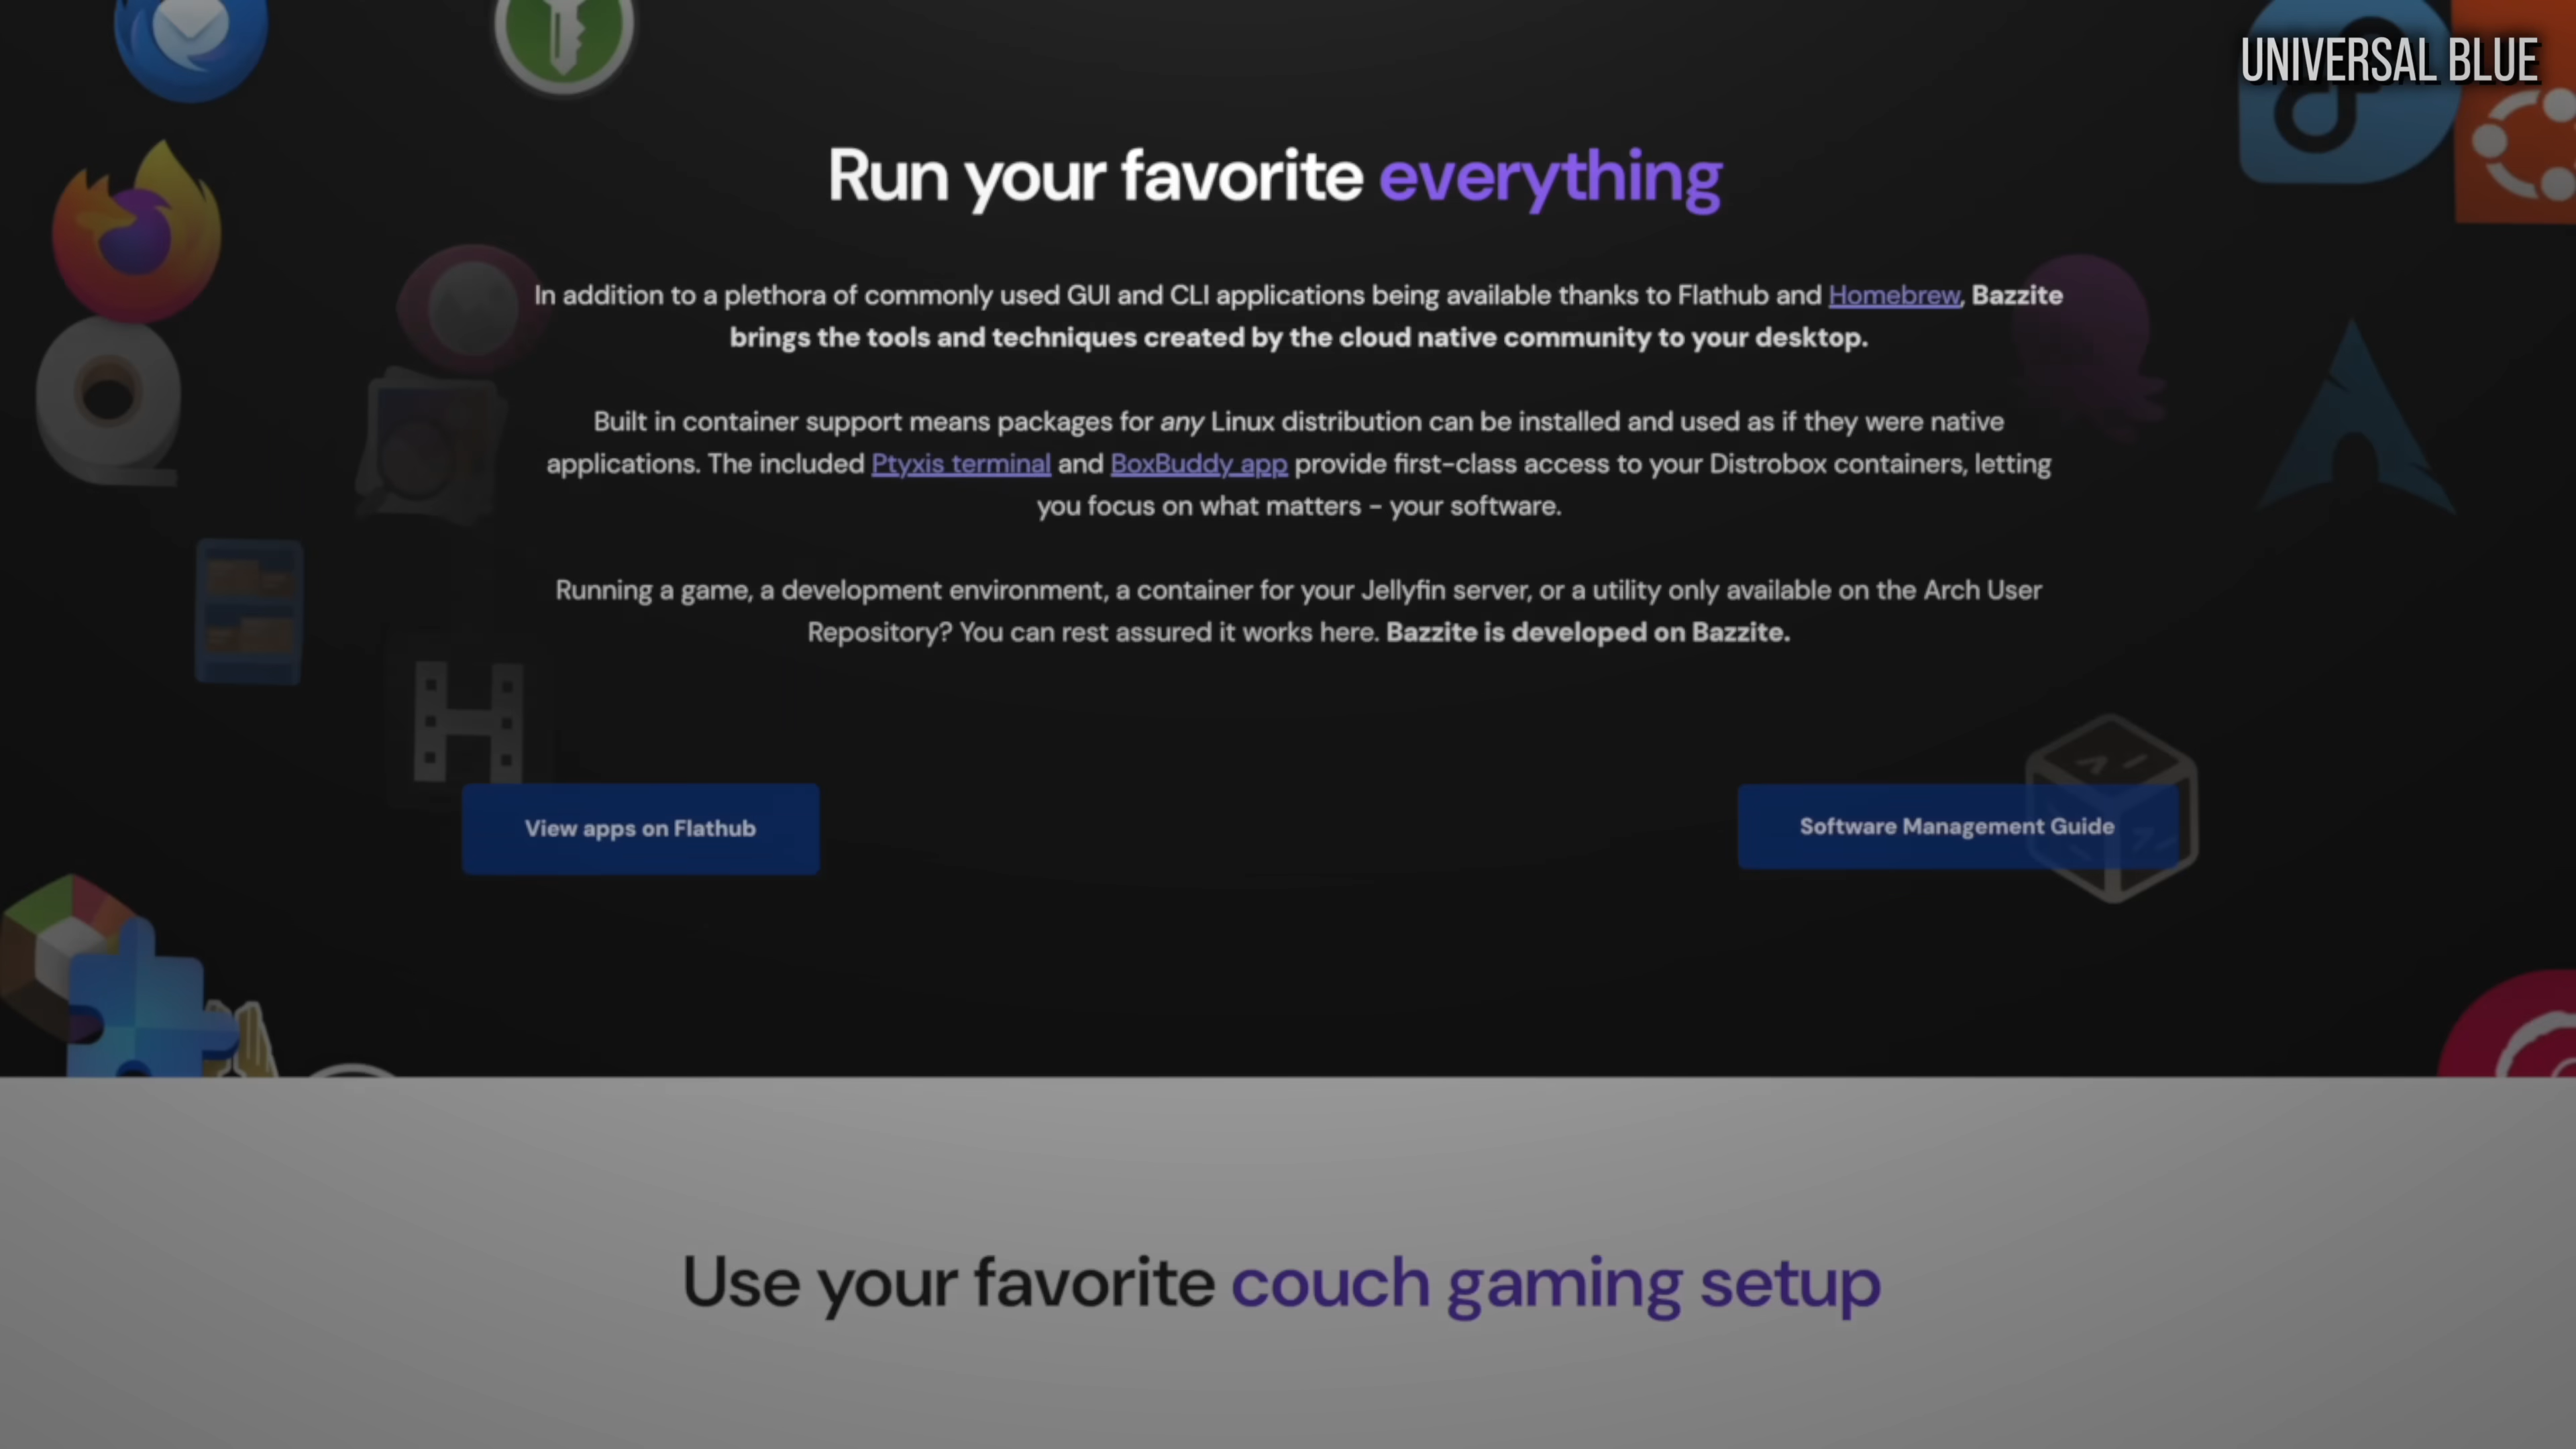 UNIVERSAL BLUE
Run your favorite everything
In addition to a plethora of commonly used GUI and CLI applications being available thanks to Flathub and Homebrew, Bazzite
brings the tools and techniques created by the cloud native community to your desktop.
Built in container support means packages for any Linux distribution can be installed and used as if they were native
applications. The included Ptyxis terminal and BoxBuddy app provide first-class access to your Distrobox containers, letting
you focus on what matters - your software.
Running a game, a development environment, a container for your Jellyfin server, or a utility only available on the Arch User
Repository? You can rest assured it works here. Bazzite is developed on Bazzite.
View apps on Flathub
Software Management Guide
Use your favorite couch gaming setup